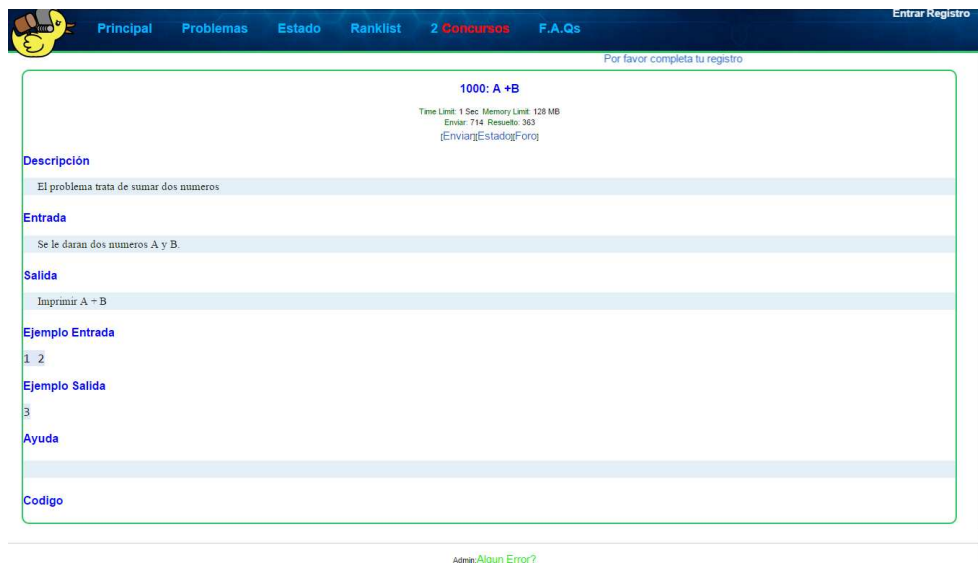 Entrar Registro
Principal Problemas Estado Ranklist 2 Concursos F.A.Qs
Por favor completa tu registro
1000: A +B
Time Limit: 1 Sec Memory Limit: 128 MB
Enviar: 714 Resuelto: 363
[Enviar][Estado][Foro]
Descripción
El problema trata de sumar dos numeros
Entrada
Se le daran dos numeros A y B.
Salida
Imprimir A + B
Ejemplo Entrada
1 2
Ejemplo Salida
3
Ayuda
Codigo
Admin:Algun Error?